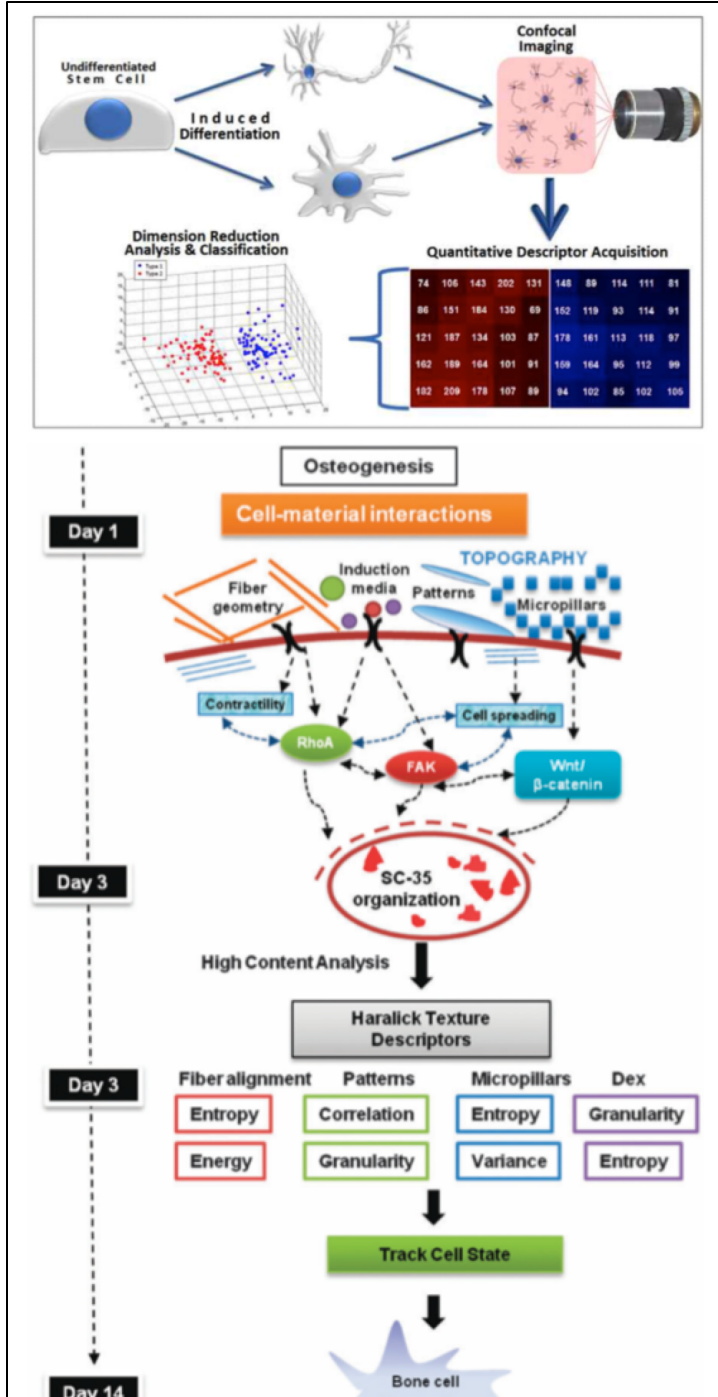 Undifferentiated
Stem Cell
Induced
Differentiation
Confocal
Imaging
Dimension Reduction
Analysis & Classification
Type 1
Type 2
Quantitative Descriptor Acquisition
74 106 143 202 131 148 89 114 111 81
86 151 184 130 69 152 119 93 114 91
121 187 134 103 87 178 161 113 118 97
162 189 164 101 91 159 164 95 112 99
182 209 178 107 89 94 102 85 102 105
Osteogenesis
Cell-material interactions
Day 1
Fiber
geometry
Induction
media
TOPOGRAPHY
Patterns
Micropillars
Contractility
Cell spreading
RhoA
FAK
Wnt/
β-catenin
Day 3
SC-35
organization
High Content Analysis
Haralick Texture
Descriptors
Day 3
Fiber alignment Patterns Micropillars Dex
Entropy Correlation Entropy Granularity
Energy Granularity Variance Entropy
Track Cell State
Bone cell
Day 14